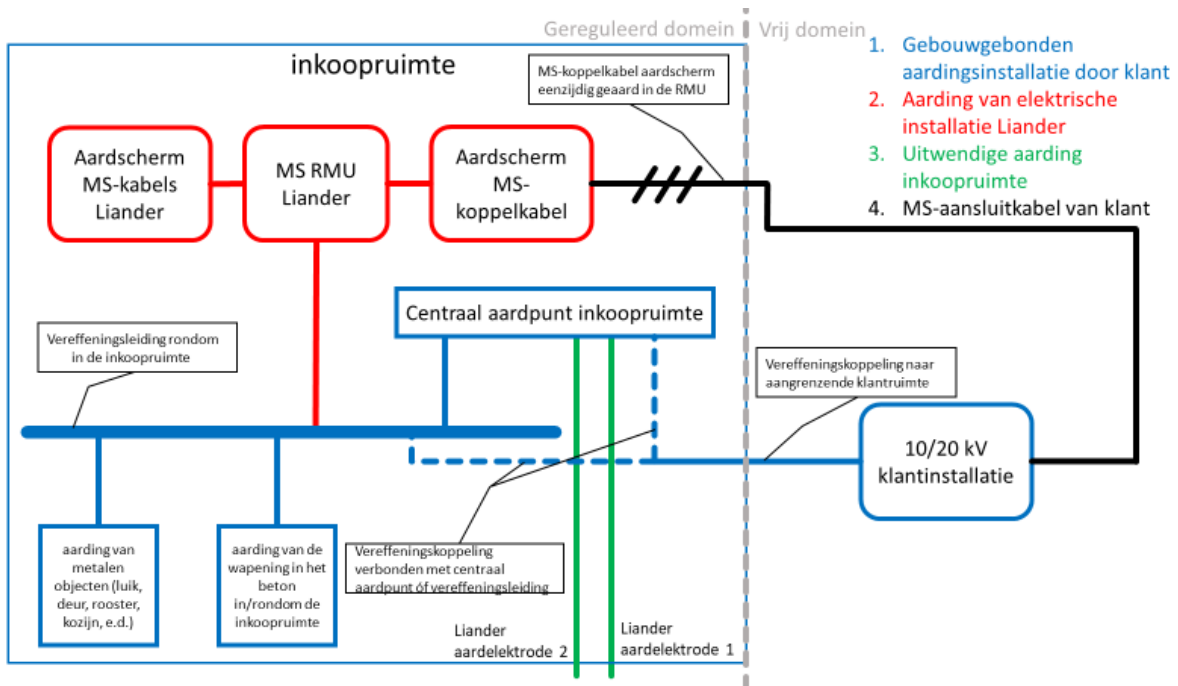 Gereguleerd domein
Vrij domein
inkoopruimte
MS-koppelkabel aardscherm
eenzijdig geaard in de RMU
1. Gebouwgebonden
aardingsinstallatie door klant
2. Aarding van elektrische
installatie Liander
3. Uitwendige aarding
inkoopruimte
4. MS-aansluitkabel van klant
Aardscherm
MS-kabels
Liander
MS RMU
Liander
Aardscherm
MS-
koppelkabel
Centraal aardpunt inkoopruimte
Vereffeningsleiding rondom
in de inkoopruimte
Vereffeningskoppeling naar
aangrenzende klantruimte
10/20 kV
klantinstallatie
aarding van
metalen
objecten (luik,
deur, rooster,
kozijn, e.d.)
aarding van de
wapening in het
beton
in/rondom de
inkoopruimte
Vereffeningskoppeling
verbonden met centraal
aardpunt óf vereffeningsleiding
Liander
aardelektrode 2
Liander
aardelektrode 1